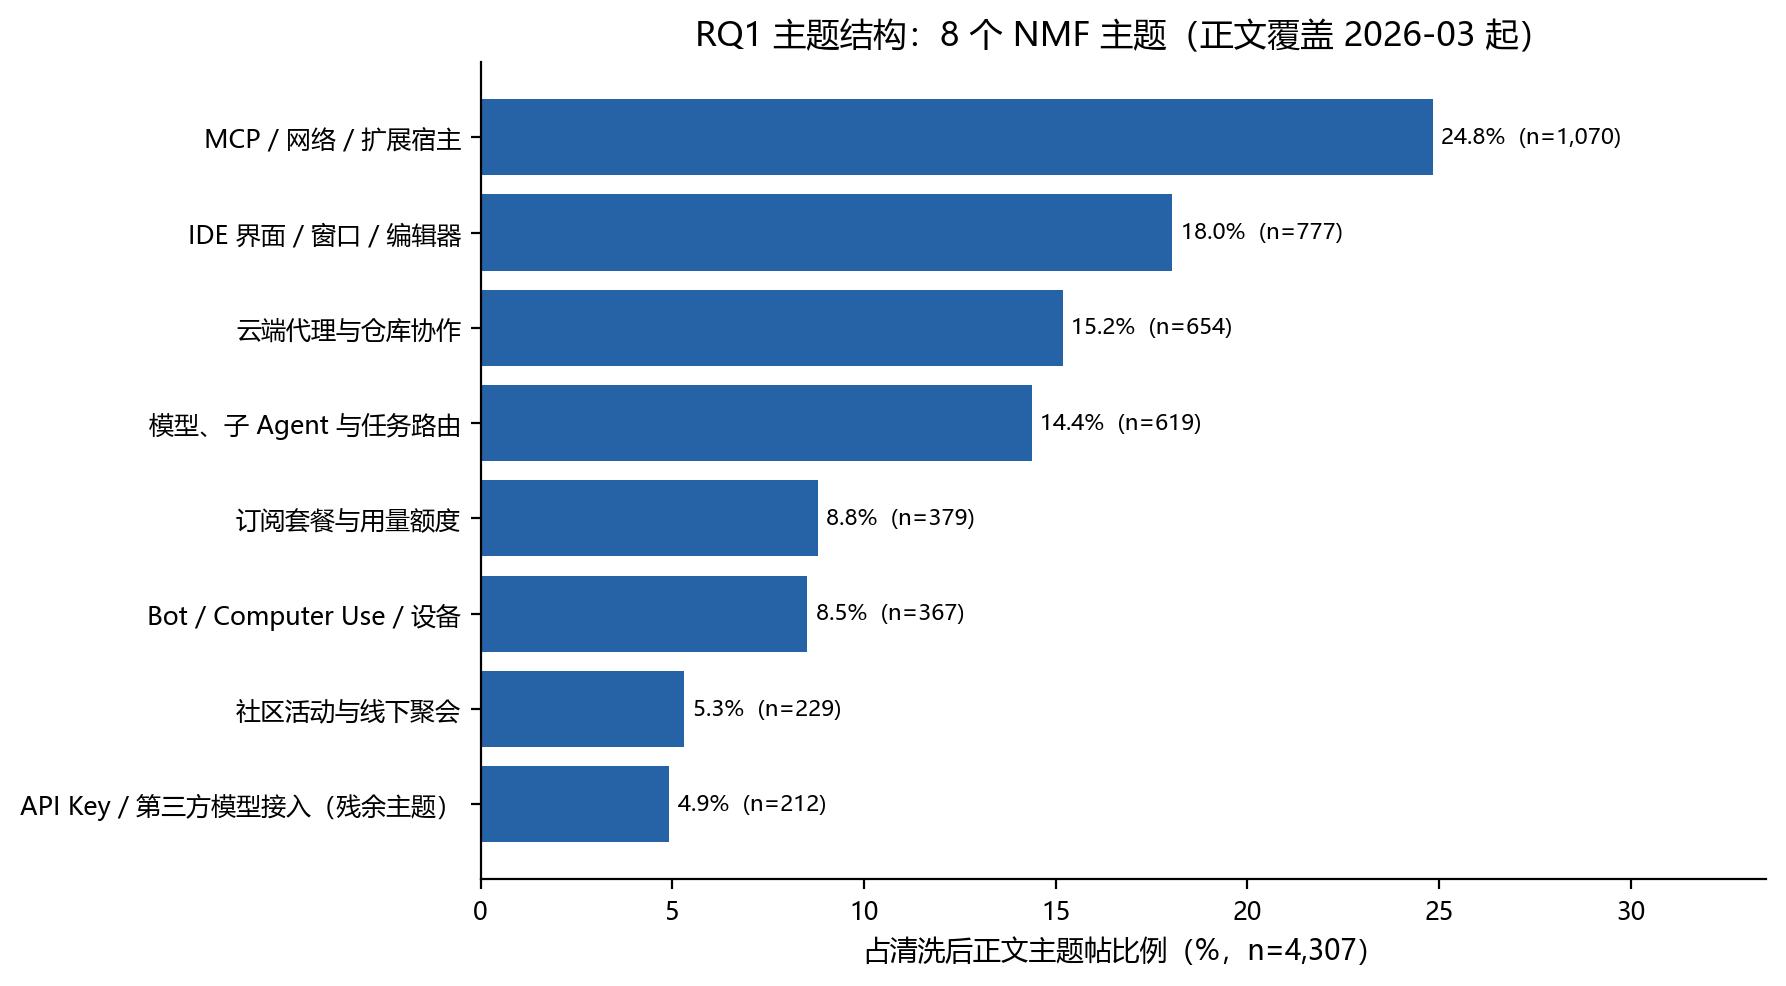 RQ1 主题结构：8 个 NMF 主题（正文覆盖 2026-03 起）
MCP / 网络 / 扩展宿主
24.8%  (n=1,070)
IDE 界面 / 窗口 / 编辑器
18.0%  (n=777)
云端代理与仓库协作
15.2%  (n=654)
模型、子 Agent 与任务路由
14.4%  (n=619)
订阅套餐与用量额度
8.8%  (n=379)
Bot / Computer Use / 设备
8.5%  (n=367)
社区活动与线下聚会
5.3%  (n=229)
API Key / 第三方模型接入（残余主题）
4.9%  (n=212)
0 5 10 15 20 25 30
占清洗后正文主题帖比例（%，n=4,307）